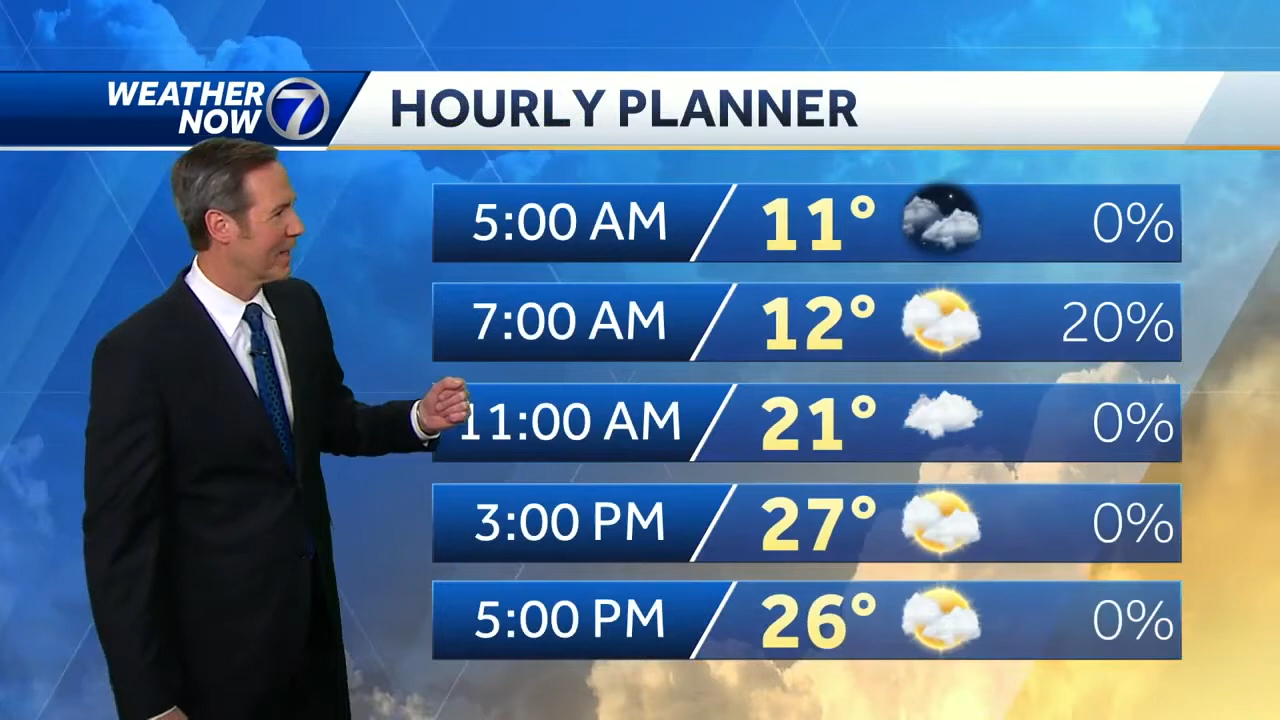 WEATHER
NOW 7
HOURLY PLANNER
5:00 AM 11° 0%
7:00 AM 12° 20%
11:00 AM 21° 0%
3:00 PM 27° 0%
5:00 PM 26° 0%